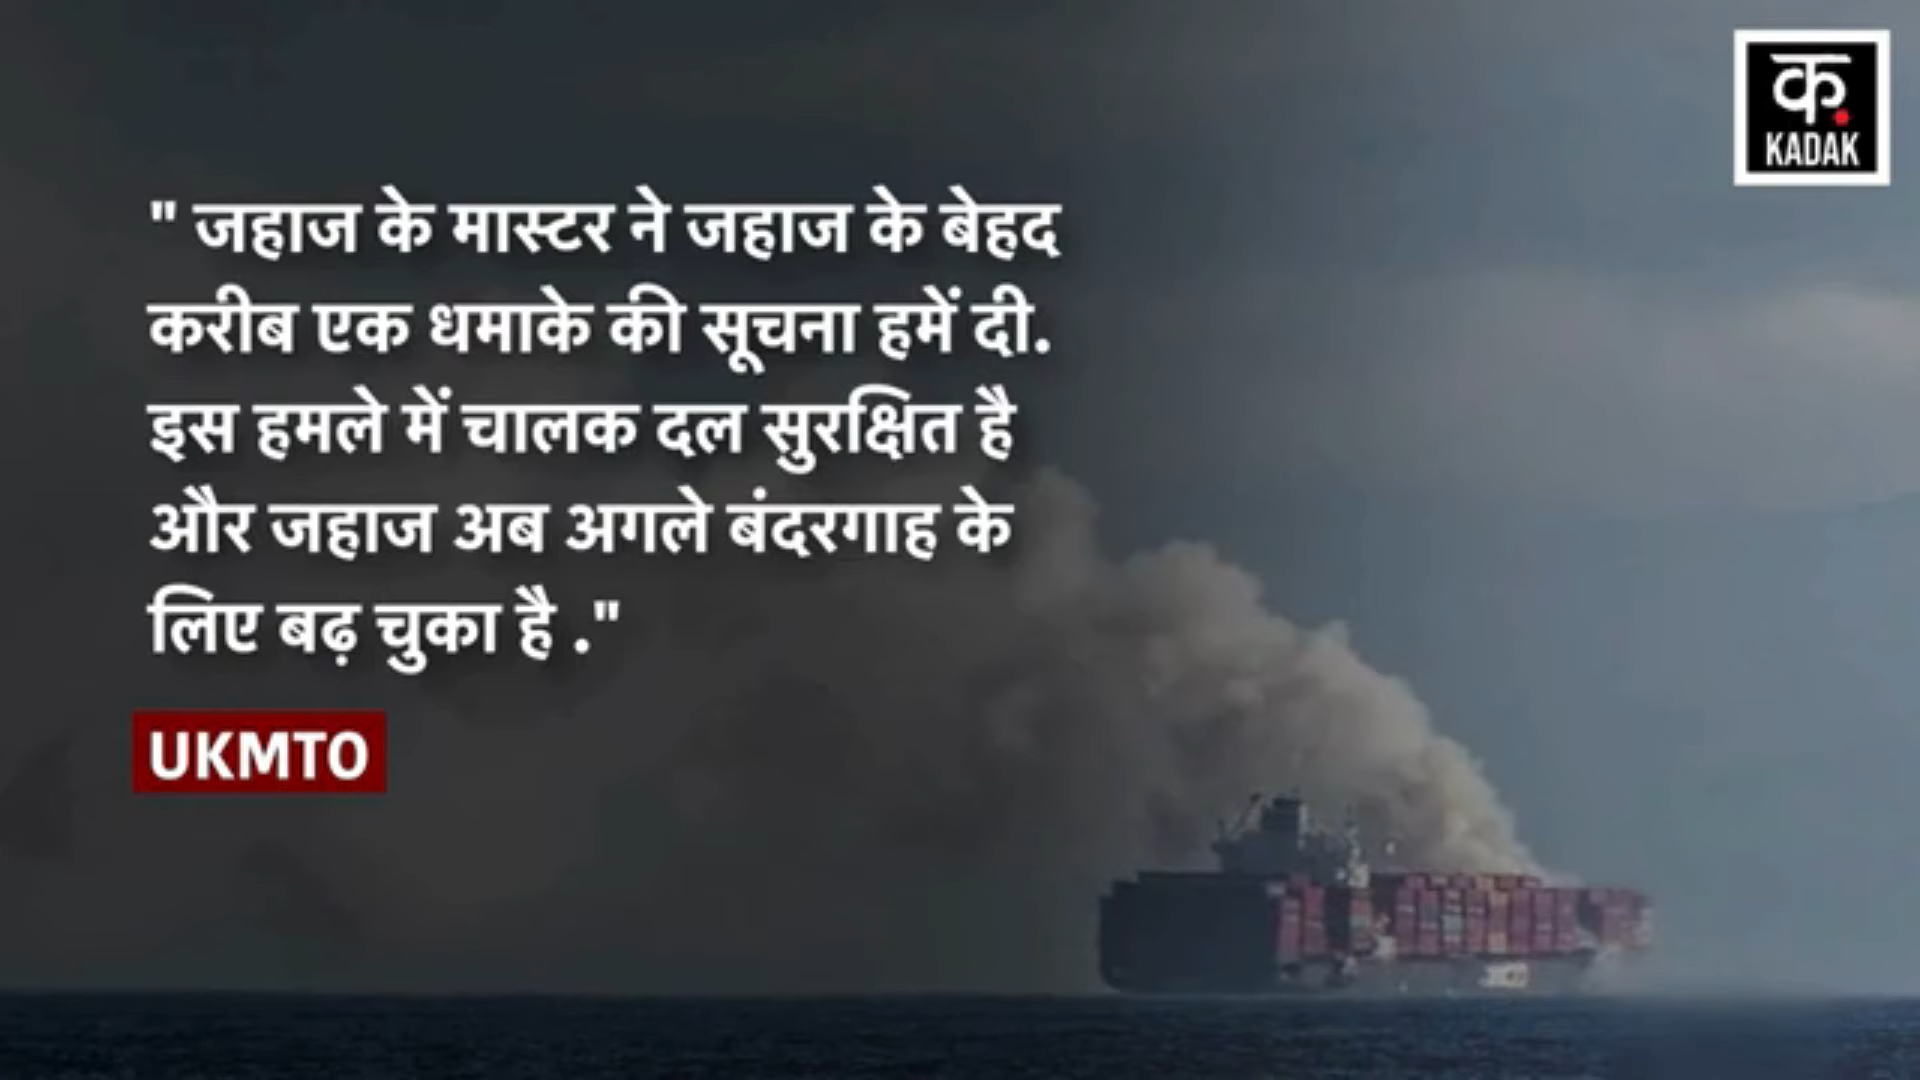 क.
KADAK
" जहाज के मास्टर ने जहाज के बेहद
करीब एक धमाके की सूचना हमें दी.
इस हमले में चालक दल सुरक्षित है
और जहाज अब अगले बंदरगाह के
लिए बढ़ चुका है ."
UKMTO